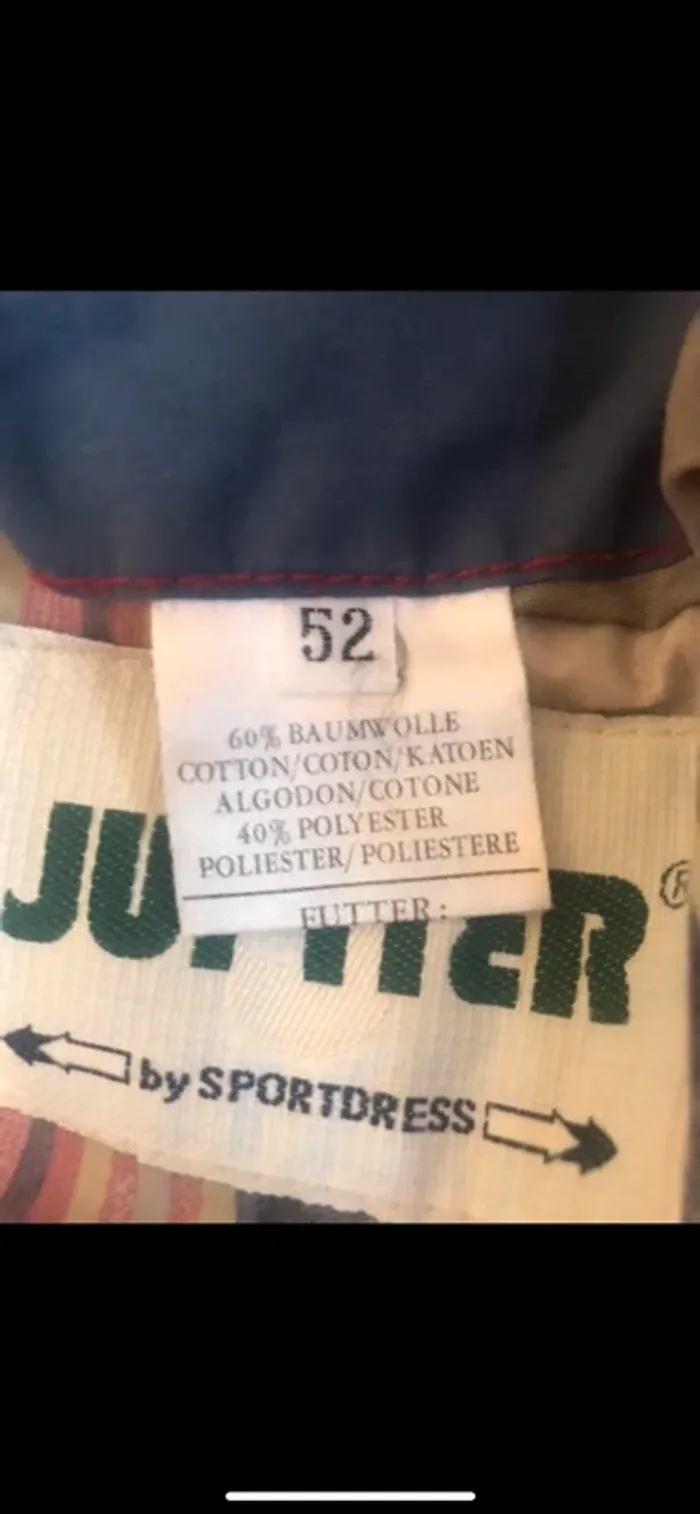 52
60% BAUMWOLLE
COTTON/COTON/KATOEN
ALGODON/COTONE
40% POLYESTER
POLIESTER/POLIESTERE
FUTTER:
®
by SPORTDRESS